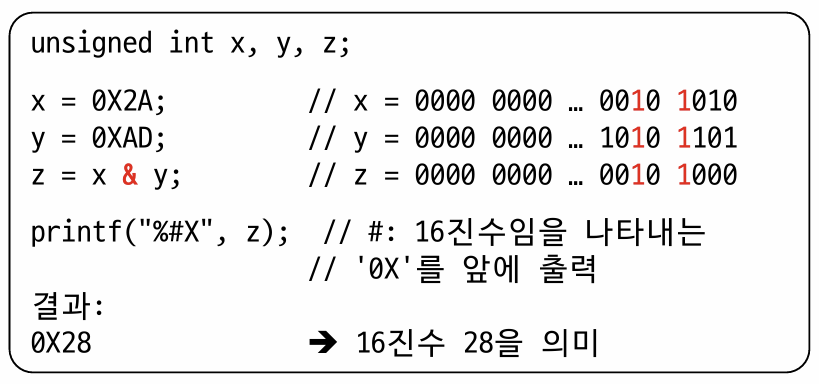 unsigned int x, y, z;
x = 0X2A; // x = 0000 0000 … 0010 1010
y = 0XAD; // y = 0000 0000 … 1010 1101
z = x & y; // z = 0000 0000 … 0010 1000
printf("%#X", z); // #: 16진수임을 나타내는
// '0X'를 앞에 출력
결과:
0X28 ➔ 16진수 28을 의미